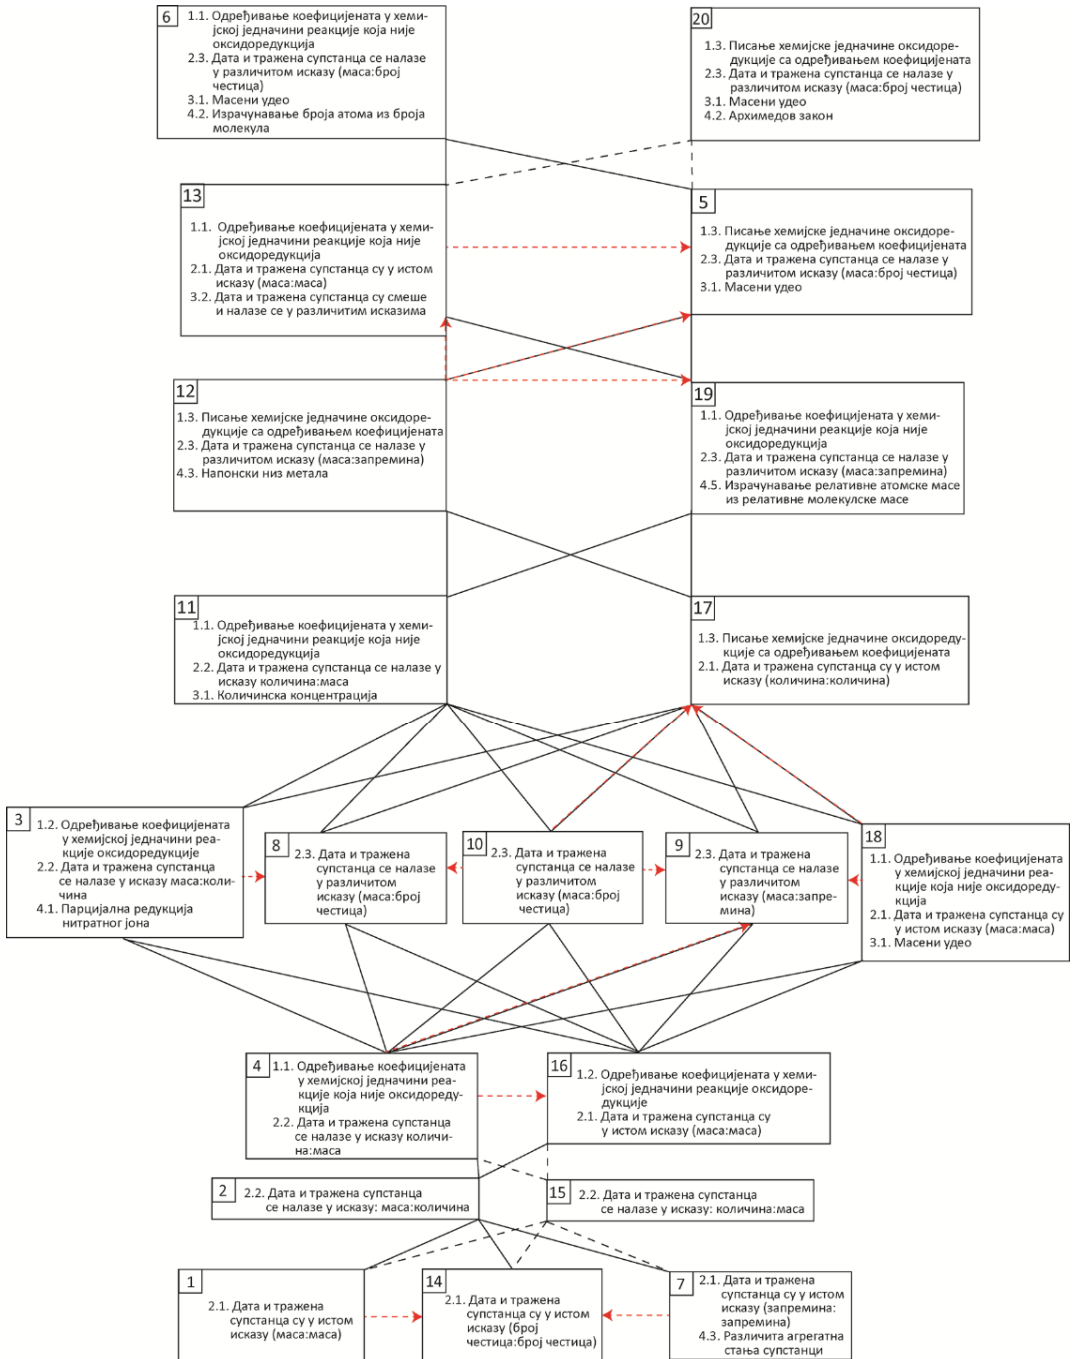 6
1.1. Одређивање коефицијената у хеми-
јској једначини реакције која није
оксидоредукција
2.3. Дата и тражена супстанца се налазе
у различитом исказу (маса:број
честица)
3.1. Масени удео
4.2. Израчунавање броја атома из броја
молекула
20
1.3. Писање хемијске једначине оксидоре-
дукције са одређивањем коефицијената
2.3. Дата и тражена супстанца се налазе у
различитом исказу (маса:број честица)
3.1. Масени удео
4.2. Архимедов закон
13
1.1. Одређивање коефицијената у хеми-
јској једначини реакције која није
оксидоредукција
2.1. Дата и тражена супстанца су у истом
исказу (маса:маса)
3.2. Дата и тражена супстанца су смеше
и налазе се у различитим исказима
5
1.3. Писање хемијске једначине оксидоре-
дукције са одређивањем коефицијената
2.3. Дата и тражена супстанца се налазе у
различитом исказу (маса:број честица)
3.1. Масени удео
12
1.3. Писање хемијске једначине оксидоре-
дукције са одређивањем коефицијената
2.3. Дата и тражена супстанца се налазе у
различитом исказу (маса:запремина)
4.3. Напонски низ метала
19
1.1. Одређивање коефицијената у хеми-
јској једначини реакције која није
оксидоредукција
2.3. Дата и тражена супстанца се налазе у
различитом исказу (маса:запремина)
4.5. Израчунавање релативне атомске масе
из релативне молекулске масе
11
1.1. Одређивање коефицијената у хеми-
јској једначини реакције која није
оксидоредукција
2.2. Дата и тражена супстанца се налазе у
исказу количина:маса
3.1. Количинска концентрација
17
1.3. Писање хемијске једначине оксидореду-
кције са одређивањем коефицијената
2.1. Дата и тражена супстанца су у истом
исказу (количина:количина)
3
1.2. Одређивање коефицијената
у хемијској једначини реа-
кције оксидоредукције
2.2. Дата и тражена супстанца
се налазе у исказу маса:коли-
чина
4.1. Парцијална редукција
нитратног јона
8
2.3. Дата и тражена
супстанца се налазе
у различитом
исказу (маса:број
честица)
10
2.3. Дата и тражена
супстанца се налазе
у различитом
исказу (маса:број
честица)
9
2.3. Дата и тражена
супстанца се налазе
у различитом
исказу (маса:запре-
мина)
18
1.1. Одређивање коефицијената
у хемијској једначини реа-
кције која није оксидореду-
кција
2.1. Дата и тражена супстанца су
у истом исказу (маса:маса)
3.1. Масени удео
4
1.1. Одређивање коефицијената
у хемијској једначини реа-
кције која није оксидореду-
кција
2.2. Дата и тражена супстанца
се налазе у исказу количи-
на:маса
16
1.2. Одређивање коефицијената у хеми-
јској једначини реакције оксидоре-
дукције
2.1. Дата и тражена супстанца су
у истом исказу (маса:маса)
2
2.2. Дата и тражена супстанца
се налазе у исказу: маса:количина
15
2.2. Дата и тражена супстанца
се налазе у исказу: количина:маса
1
2.1. Дата и тражена
супстанца су у истом
исказу (маса:маса)
14
2.1. Дата и тражена
супстанца су у истом
исказу (број
честица:број честица)
7
2.1. Дата и тражена
супстанца су у истом
исказу (запремина:
запремина)
4.3. Различита агрегатна
стања супстанци